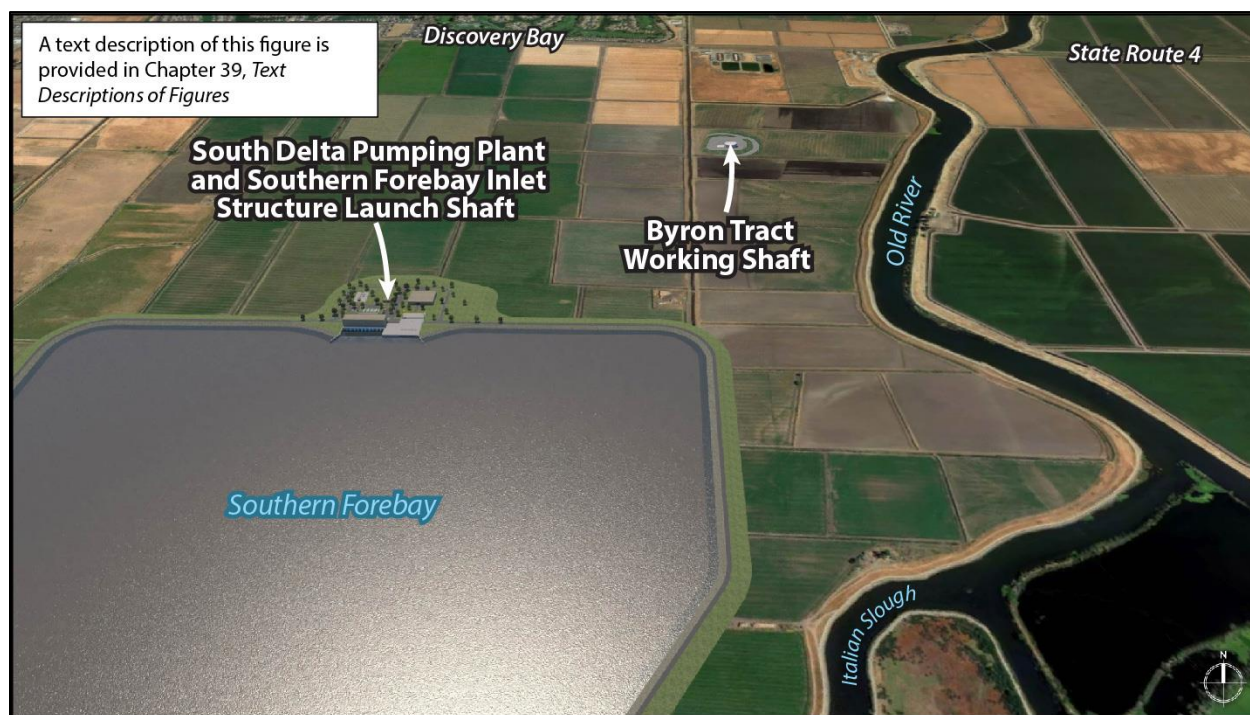 A text description of this figure is
provided in Chapter 39, Text
Descriptions of Figures
Discovery Bay
State Route 4
South Delta Pumping Plant
and Southern Forebay Inlet
Structure Launch Shaft
Byron Tract
Working Shaft
Old River
Southern Forebay
Italian Slough
N